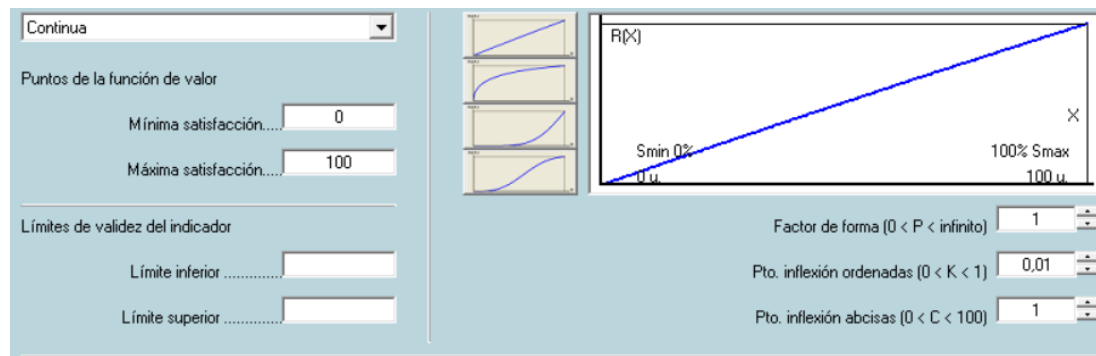 Continua
Puntos de la función de valor
Mínima satisfacción..... 0
Máxima satisfacción..... 100
Límites de validez del indicador
Límite inferior .............
Límite superior .............
R(X)
X
Smin 0%
100% Smax
0 u.
100 u.
Factor de forma (0 < P < infinito) 1
Pto. inflexión ordenadas (0 < K < 1) 0,01
Pto. inflexión abcisas (0 < C < 100) 1